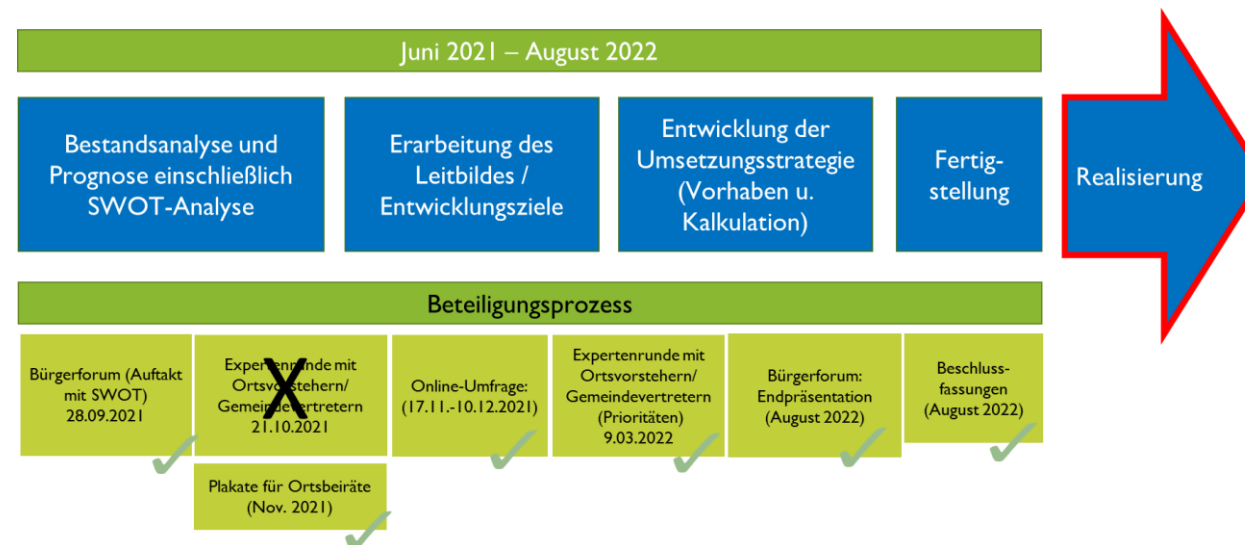 Juni 2021 – August 2022
Bestandsanalyse und
Prognose einschließlich
SWOT-Analyse
Erarbeitung des
Leitbildes /
Entwicklungsziele
Entwicklung der
Umsetzungsstrategie
(Vorhaben u.
Kalkulation)
Fertig-
stellung
Realisierung
Beteiligungsprozess
Bürgerforum (Auftakt
mit SWOT)
28.09.2021
Expertenrunde mit
Ortsvorstehern/
Gemeindevertretern
21.10.2021
X
Plakate für Ortsbeiräte
(Nov. 2021)
Online-Umfrage:
(17.11.-10.12.2021)
Expertenrunde mit
Ortsvorstehern/
Gemeindevertretern
(Prioritäten)
9.03.2022
Bürgerforum:
Endpräsentation
(August 2022)
Beschluss-
fassungen
(August 2022)